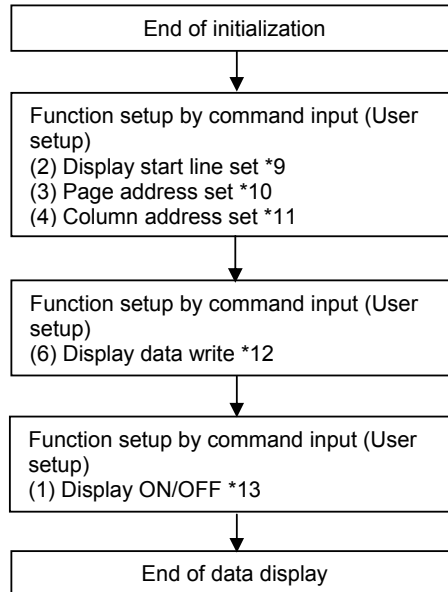 End of initialization
Function setup by command input (User
setup)
(2) Display start line set *9
(3) Page address set *10
(4) Column address set *11
Function setup by command input (User
setup)
(6) Display data write *12
Function setup by command input (User
setup)
(1) Display ON/OFF *13
End of data display